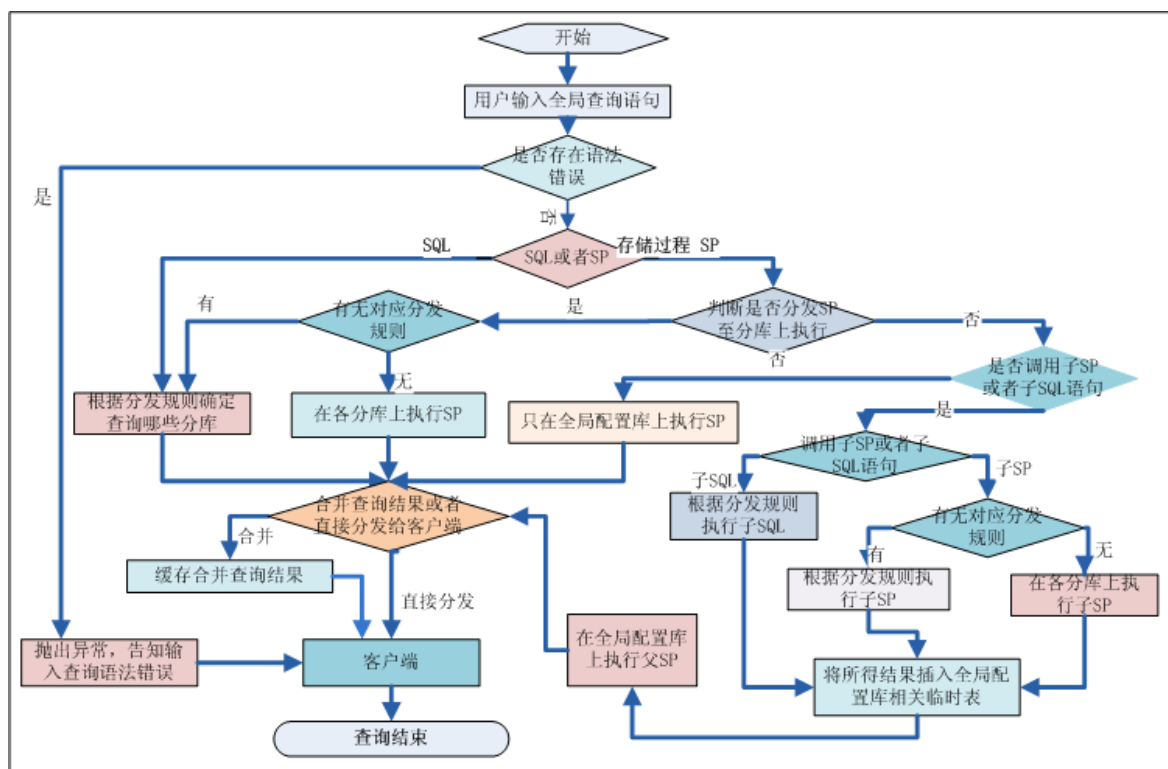 开始
用户输入全局查询语句
是否存在语法
错误
是
否
SQL
SQL或者SP
存储过程 SP
有
有无对应分发
规则
是
判断是否分发SP
至分库上执行
否
否
是否调用子SP
或者子SQL语句
无
根据分发规则确定
查询哪些分库
在各分库上执行SP
只在全局配置库上执行SP
是
调用子SP或者子
SQL语句
子SQL
子SP
合并查询结果或者
直接分发给客户端
根据分发规则
执行子SQL
有无对应分发
规则
合并
有
无
缓存合并查询结果
根据分发规则执
行子SP
在各分库上执
行子SP
直接分发
抛出异常，告知输
入查询语法错误
客户端
在全局配置库
上执行父SP
将所得结果插入全局配
置库相关临时表
查询结束